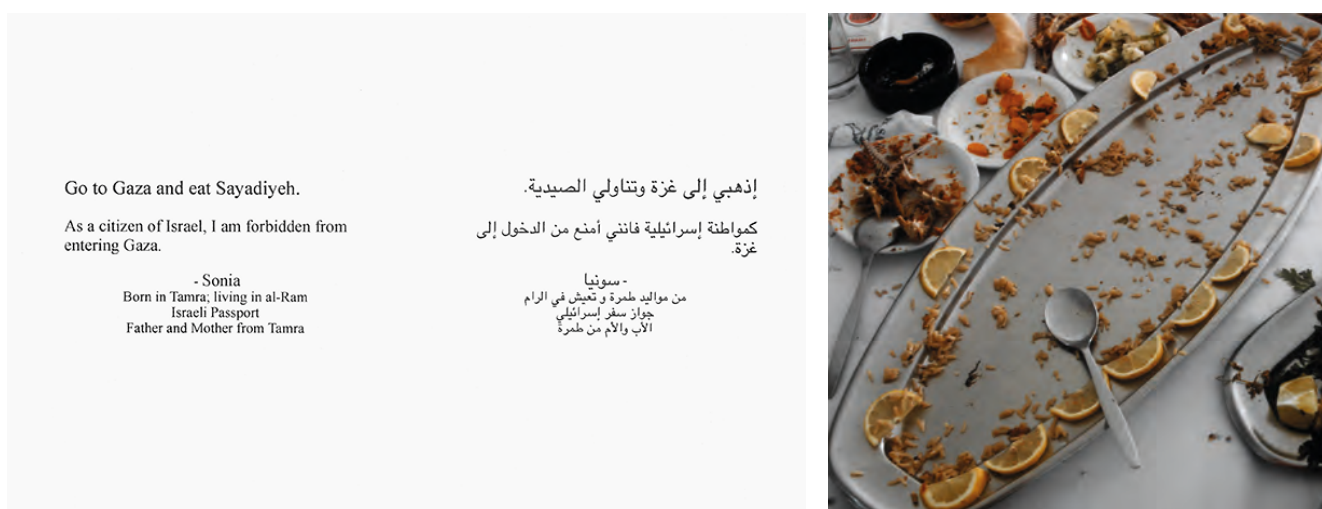 Go to Gaza and eat Sayadiyeh.
As a citizen of Israel, I am forbidden from
entering Gaza.
- Sonia
Born in Tamra; living in al-Ram
Israeli Passport
Father and Mother from Tamra
إذهبي إلى غزة وتناولي الصيدية.
كمواطنة إسرائيلية فانني أمنع من الدخول إلى
غزة.
- سونيا
من مواليد طمرة و تعيش في الرام
جواز سفر إسرائيلي
الأب والأم من طمرة